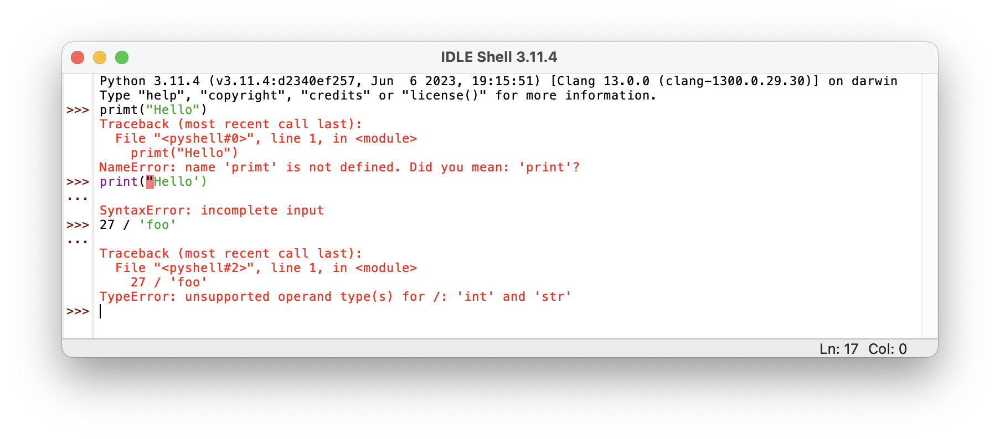 IDLE Shell 3.11.4
Python 3.11.4 (v3.11.4:d2340ef257, Jun  6 2023, 19:15:51) [Clang 13.0.0 (clang-1300.0.29.30)] on darwin
Type "help", "copyright", "credits" or "license()" for more information.
>>> primt("Hello")
Traceback (most recent call last):
  File "<pyshell#0>", line 1, in <module>
    primt("Hello")
NameError: name 'primt' is not defined. Did you mean: 'print'?
>>> print("Hello')
...
SyntaxError: incomplete input
>>> 27 / 'foo'
...
Traceback (most recent call last):
  File "<pyshell#2>", line 1, in <module>
    27 / 'foo'
TypeError: unsupported operand type(s) for /: 'int' and 'str'
>>>
Ln: 17 Col: 0